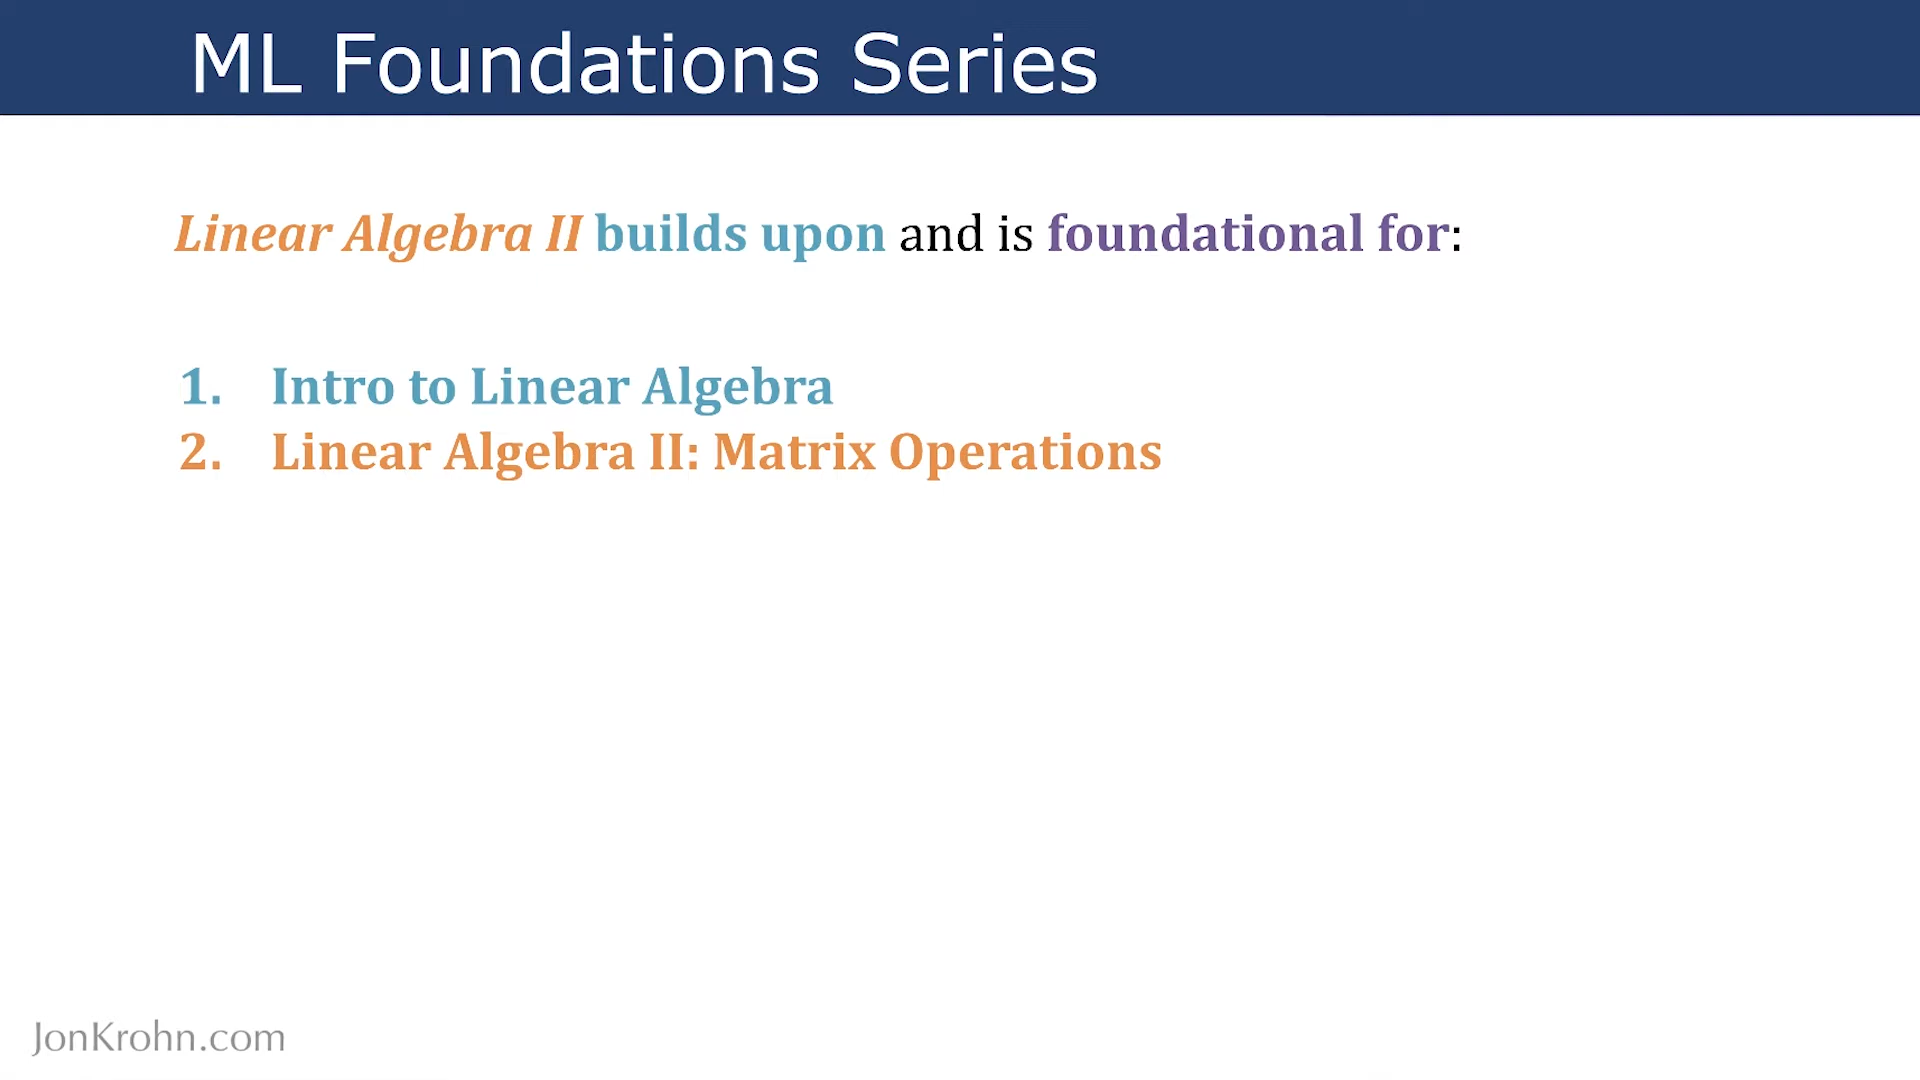 ML Foundations Series
Linear Algebra II builds upon and is foundational for:
1. Intro to Linear Algebra
2. Linear Algebra II: Matrix Operations
JonKrohn.com